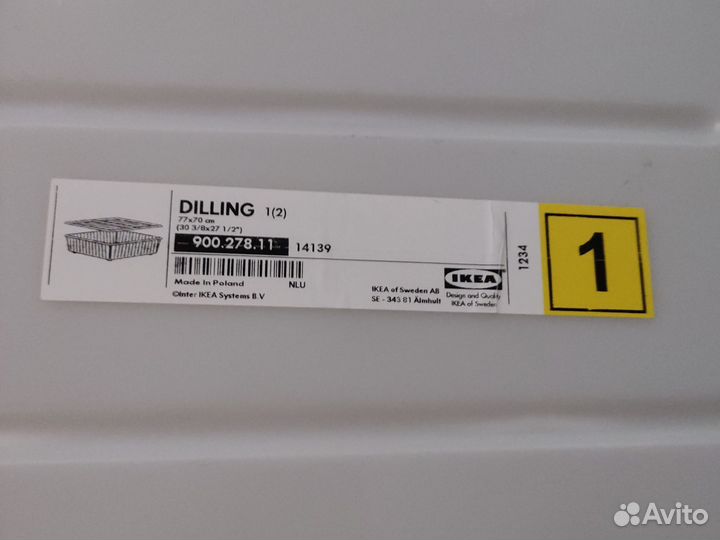 DILLING 1(2)
77x70 cm
(30 3/8x27 1/2")
900.278.11 14139
Made In Poland NLU
©Inter IKEA Systems B.V
IKEA of Sweden AB
SE - 343 81 Älmhult
IKEA
Design and Quality
IKEA of Sweden
1234
1
Avito